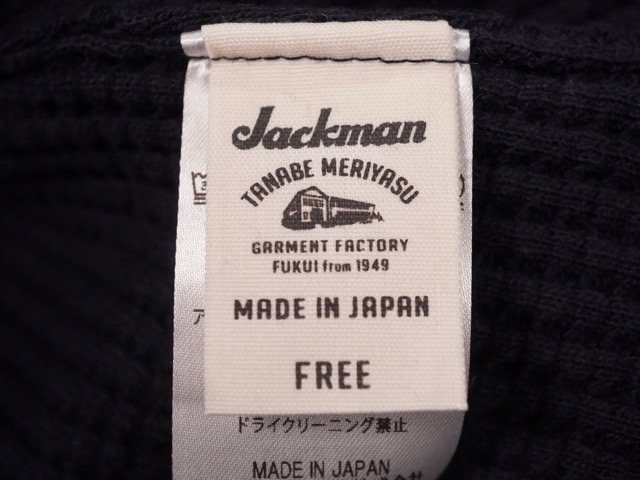 Jackman
TANABE MERIYASU
GARMENT FACTORY
FUKUI from 1949
MADE IN JAPAN
FREE
ア
ドライクリーニング禁止
MADE IN JAPAN